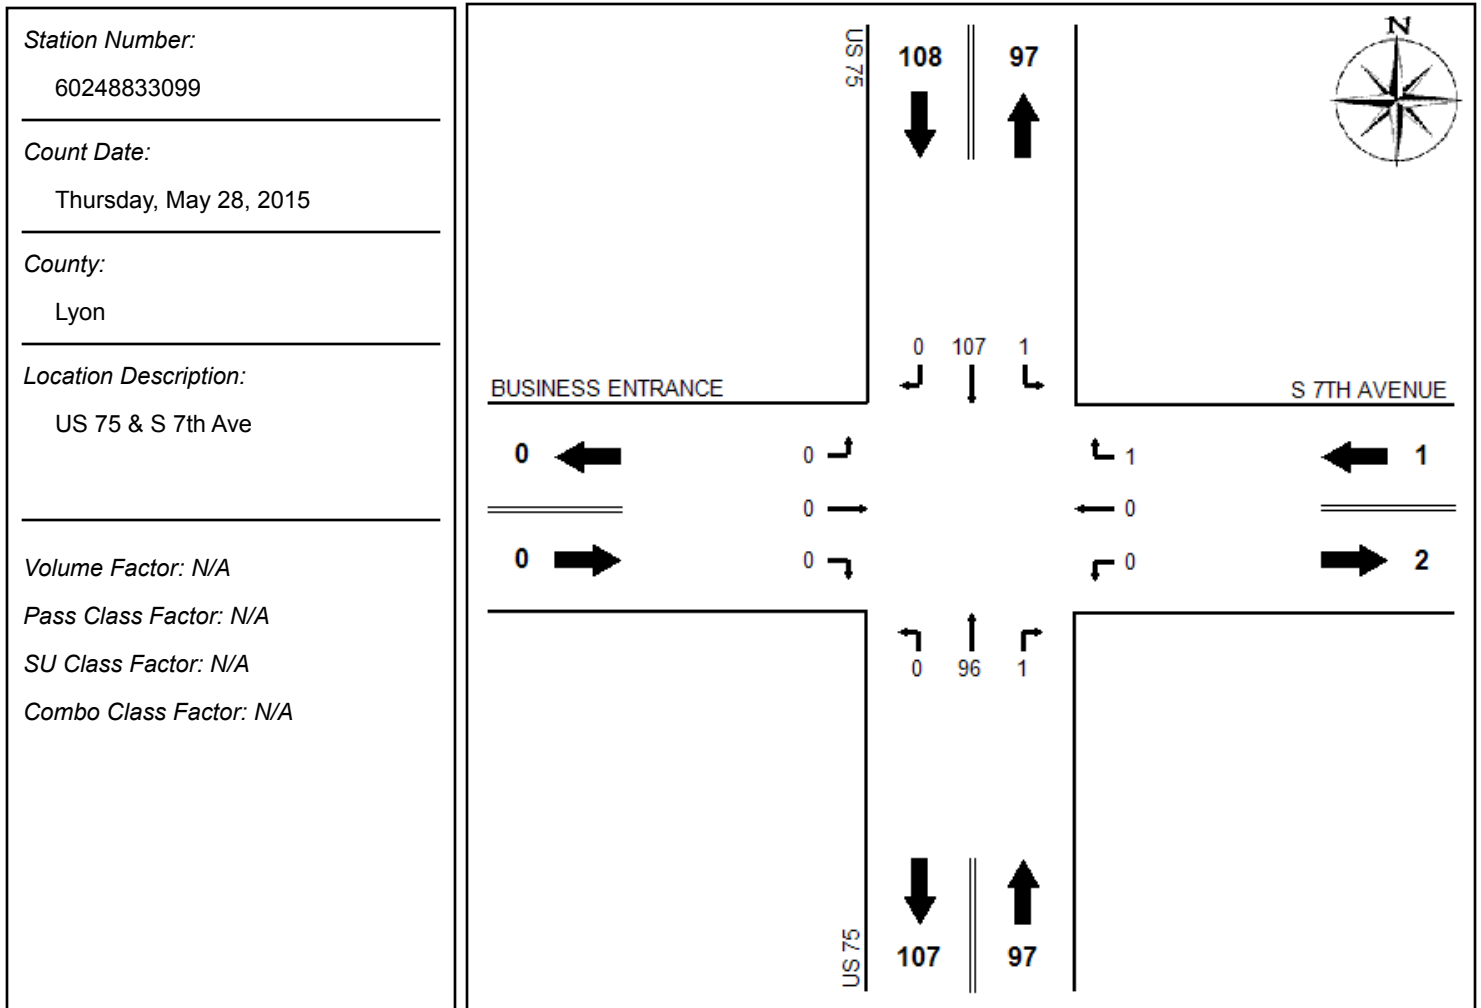 Station Number:
60248833099
Count Date:
Thursday, May 28, 2015
County:
Lyon
Location Description:
US 75 & S 7th Ave
Volume Factor: N/A
Pass Class Factor: N/A
SU Class Factor: N/A
Combo Class Factor: N/A
N
US 75
108 97
0 107 1
BUSINESS ENTRANCE
S 7TH AVENUE
0 0 1 1
0 0
0 0 0 2
0 96 1
US 75
107 97